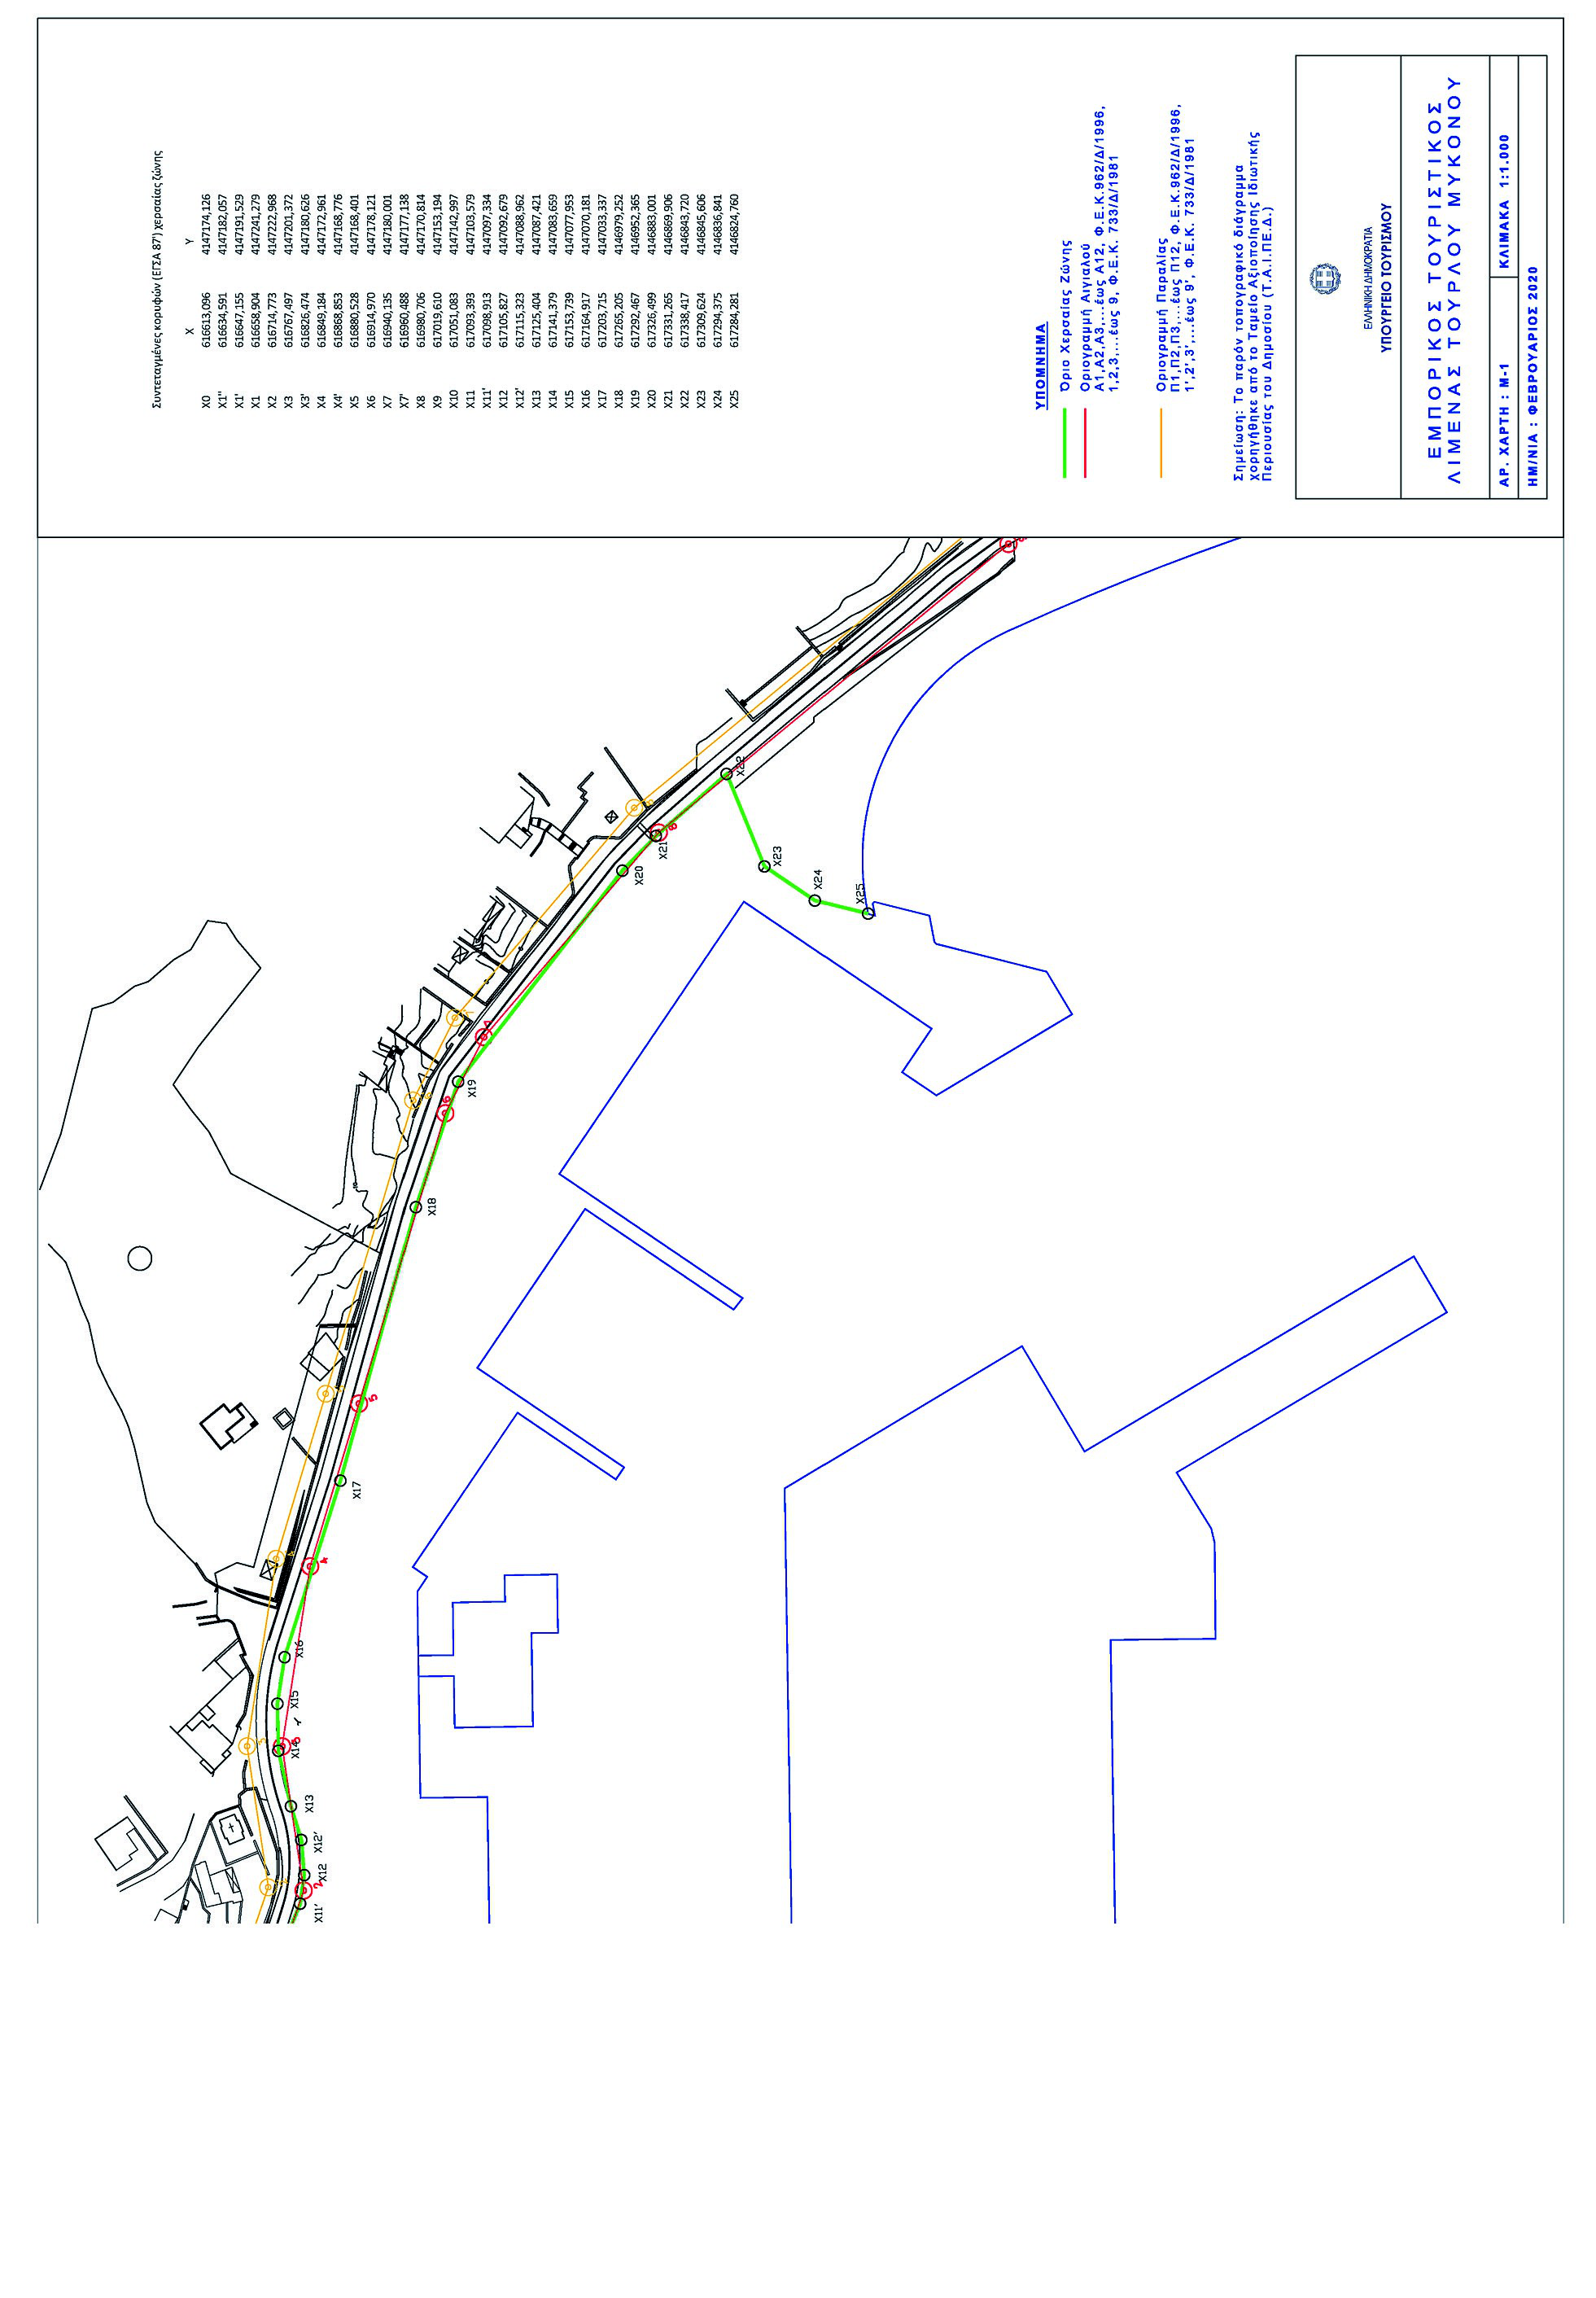 Συντεταγμένες κορυφών (ΕΓΣΑ 87') χερσαίας ζώνης
X Y
X0 616613,096 4147174,126
X1'' 616634,591 4147182,057
X1' 616647,155 4147191,529
X1 616658,904 4147241,279
X2 616714,773 4147222,968
X3 616767,497 4147201,372
X3' 616826,474 4147180,626
X4 616849,184 4147172,961
X4' 616868,853 4147168,776
X5 616880,528 4147168,401
X6 616914,970 4147178,121
X7 616940,135 4147180,001
X7' 616960,488 4147177,138
X8 616980,706 4147170,814
X9 617019,610 4147153,194
X10 617051,083 4147142,997
X11 617093,393 4147103,579
X11' 617098,913 4147097,334
X12 617105,827 4147092,679
X12' 617115,323 4147088,962
X13 617125,404 4147087,421
X14 617141,379 4147083,659
X15 617153,739 4147077,953
X16 617164,917 4147070,181
X17 617203,715 4147033,337
X18 617265,205 4146979,252
X19 617292,467 4146952,365
X20 617326,499 4146883,001
X21 617331,265 4146869,906
X22 617338,417 4146843,720
X23 617309,624 4146845,606
X24 617294,375 4146836,841
X25 617284,281 4146824,760
ΥΠΟΜΝΗΜΑ
Όριο Χερσαίας Ζώνης
Οριογραμμή Αιγιαλού
Α1,Α2,Α3,...έως Α12, Φ.Ε.Κ.962/Δ/1996,
1,2,3,...έως 9, Φ.Ε.Κ. 733/Δ/1981
Οριογραμμή Παραλίας
Π1,Π2,Π3,...έως Π12, Φ.Ε.Κ.962/Δ/1996,
1',2',3',...έως 9', Φ.Ε.Κ. 733/Δ/1981
Σημείωση: Το παρόν τοπογραφικό διάγραμμα
χορηγήθηκε από το Ταμείο Αξιοποίησης Ιδιωτικής
Περιουσίας του Δημοσίου (Τ.Α.Ι.ΠΕ.Δ.)
ΕΛΛΗΝΙΚΗ ΔΗΜΟΚΡΑΤΙΑ
ΥΠΟΥΡΓΕΙΟ ΤΟΥΡΙΣΜΟΥ
ΕΜΠΟΡΙΚΟΣ ΤΟΥΡΙΣΤΙΚΟΣ
ΛΙΜΕΝΑΣ ΤΟΥΡΛΟΥ ΜΥΚΟΝΟΥ
ΑΡ. ΧΑΡΤΗ : Μ-1 ΚΛΙΜΑΚΑ 1:1.000
ΗΜ/ΝΙΑ : ΦΕΒΡΟΥΑΡΙΟΣ 2020
X11'
2
X12
X12'
X13
X14
X15
X16
4
X17
5
X18
6
X19
7
X20
X21
8
X22
X23
X24
X25